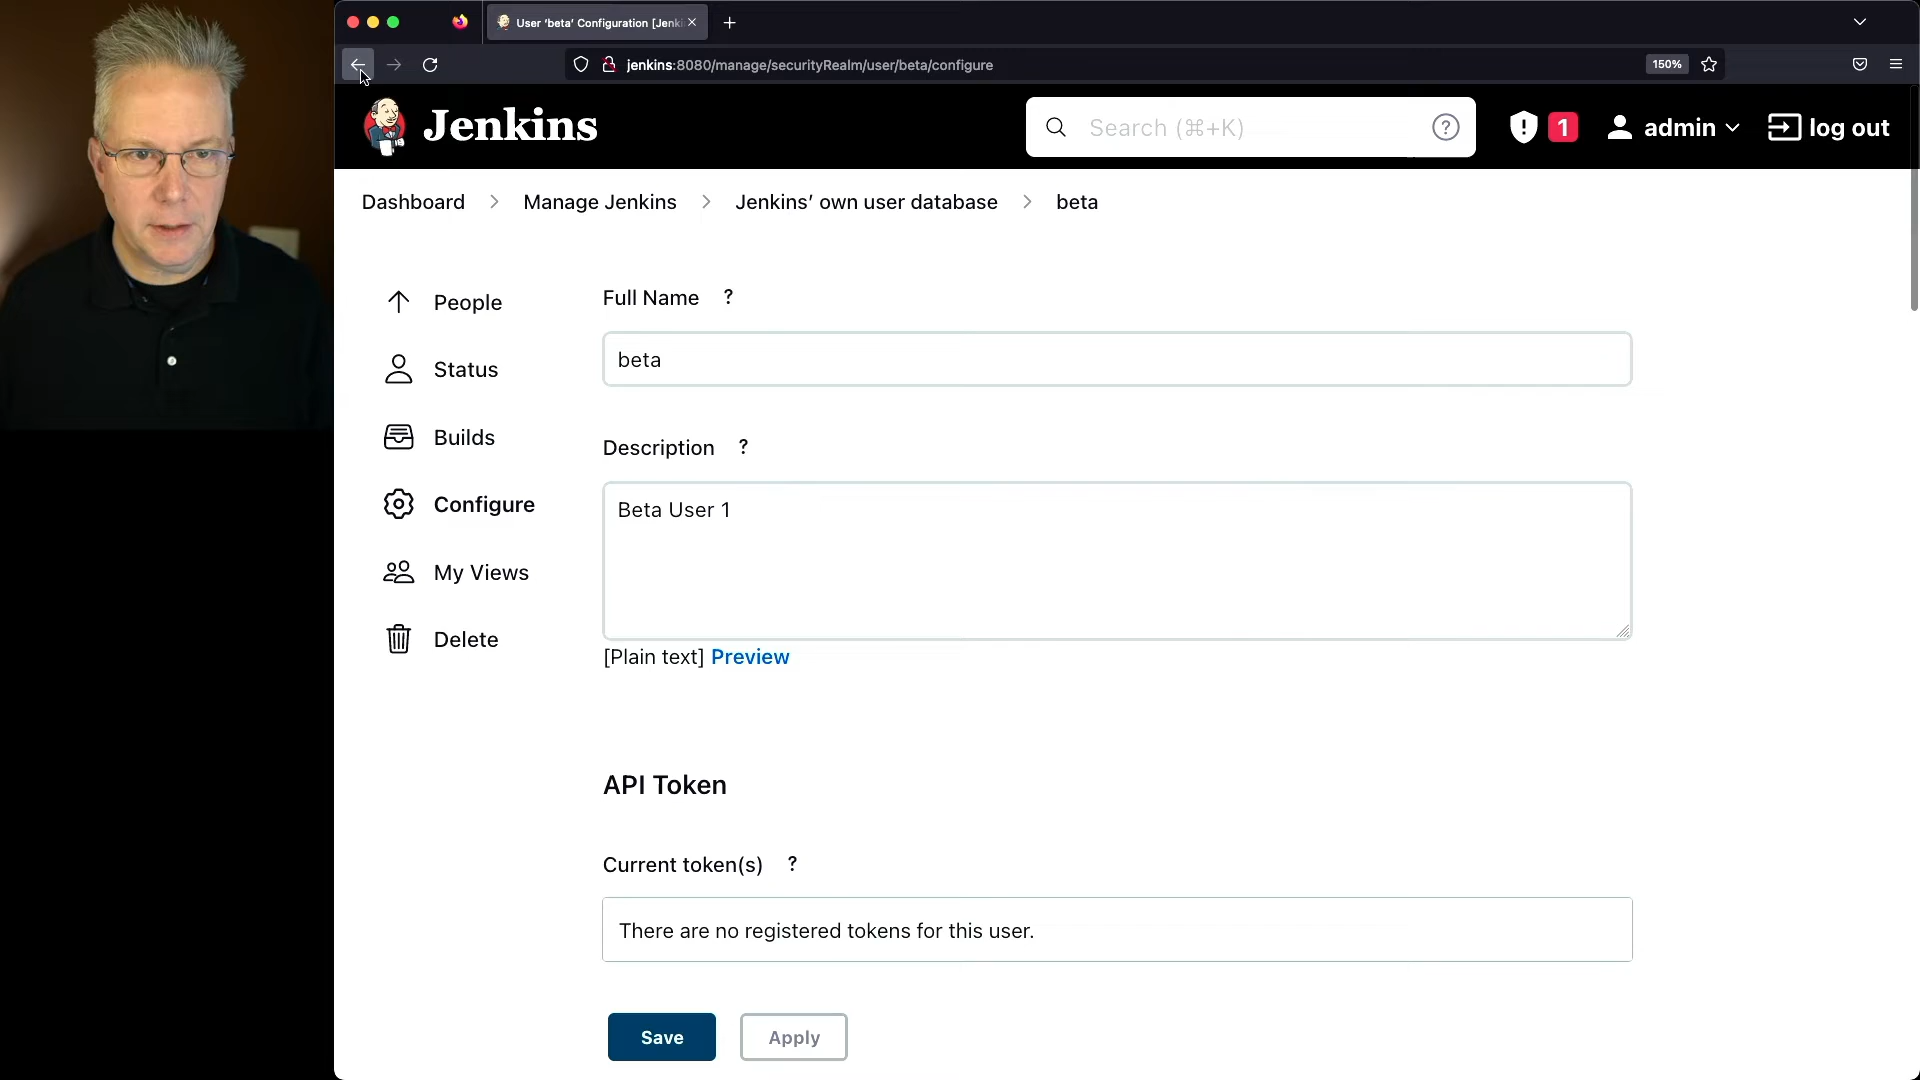 User ‘beta’ Configuration [Jenki
jenkins:8080/manage/securityRealm/user/beta/configure
150%
Jenkins
Search (⌘+K)
1
admin
log out
Dashboard > Manage Jenkins > Jenkins’ own user database > beta
People
Status
Builds
Configure
My Views
Delete
Full Name ?
beta
Description ?
Beta User 1
[Plain text] Preview
API Token
Current token(s) ?
There are no registered tokens for this user.
Save
Apply